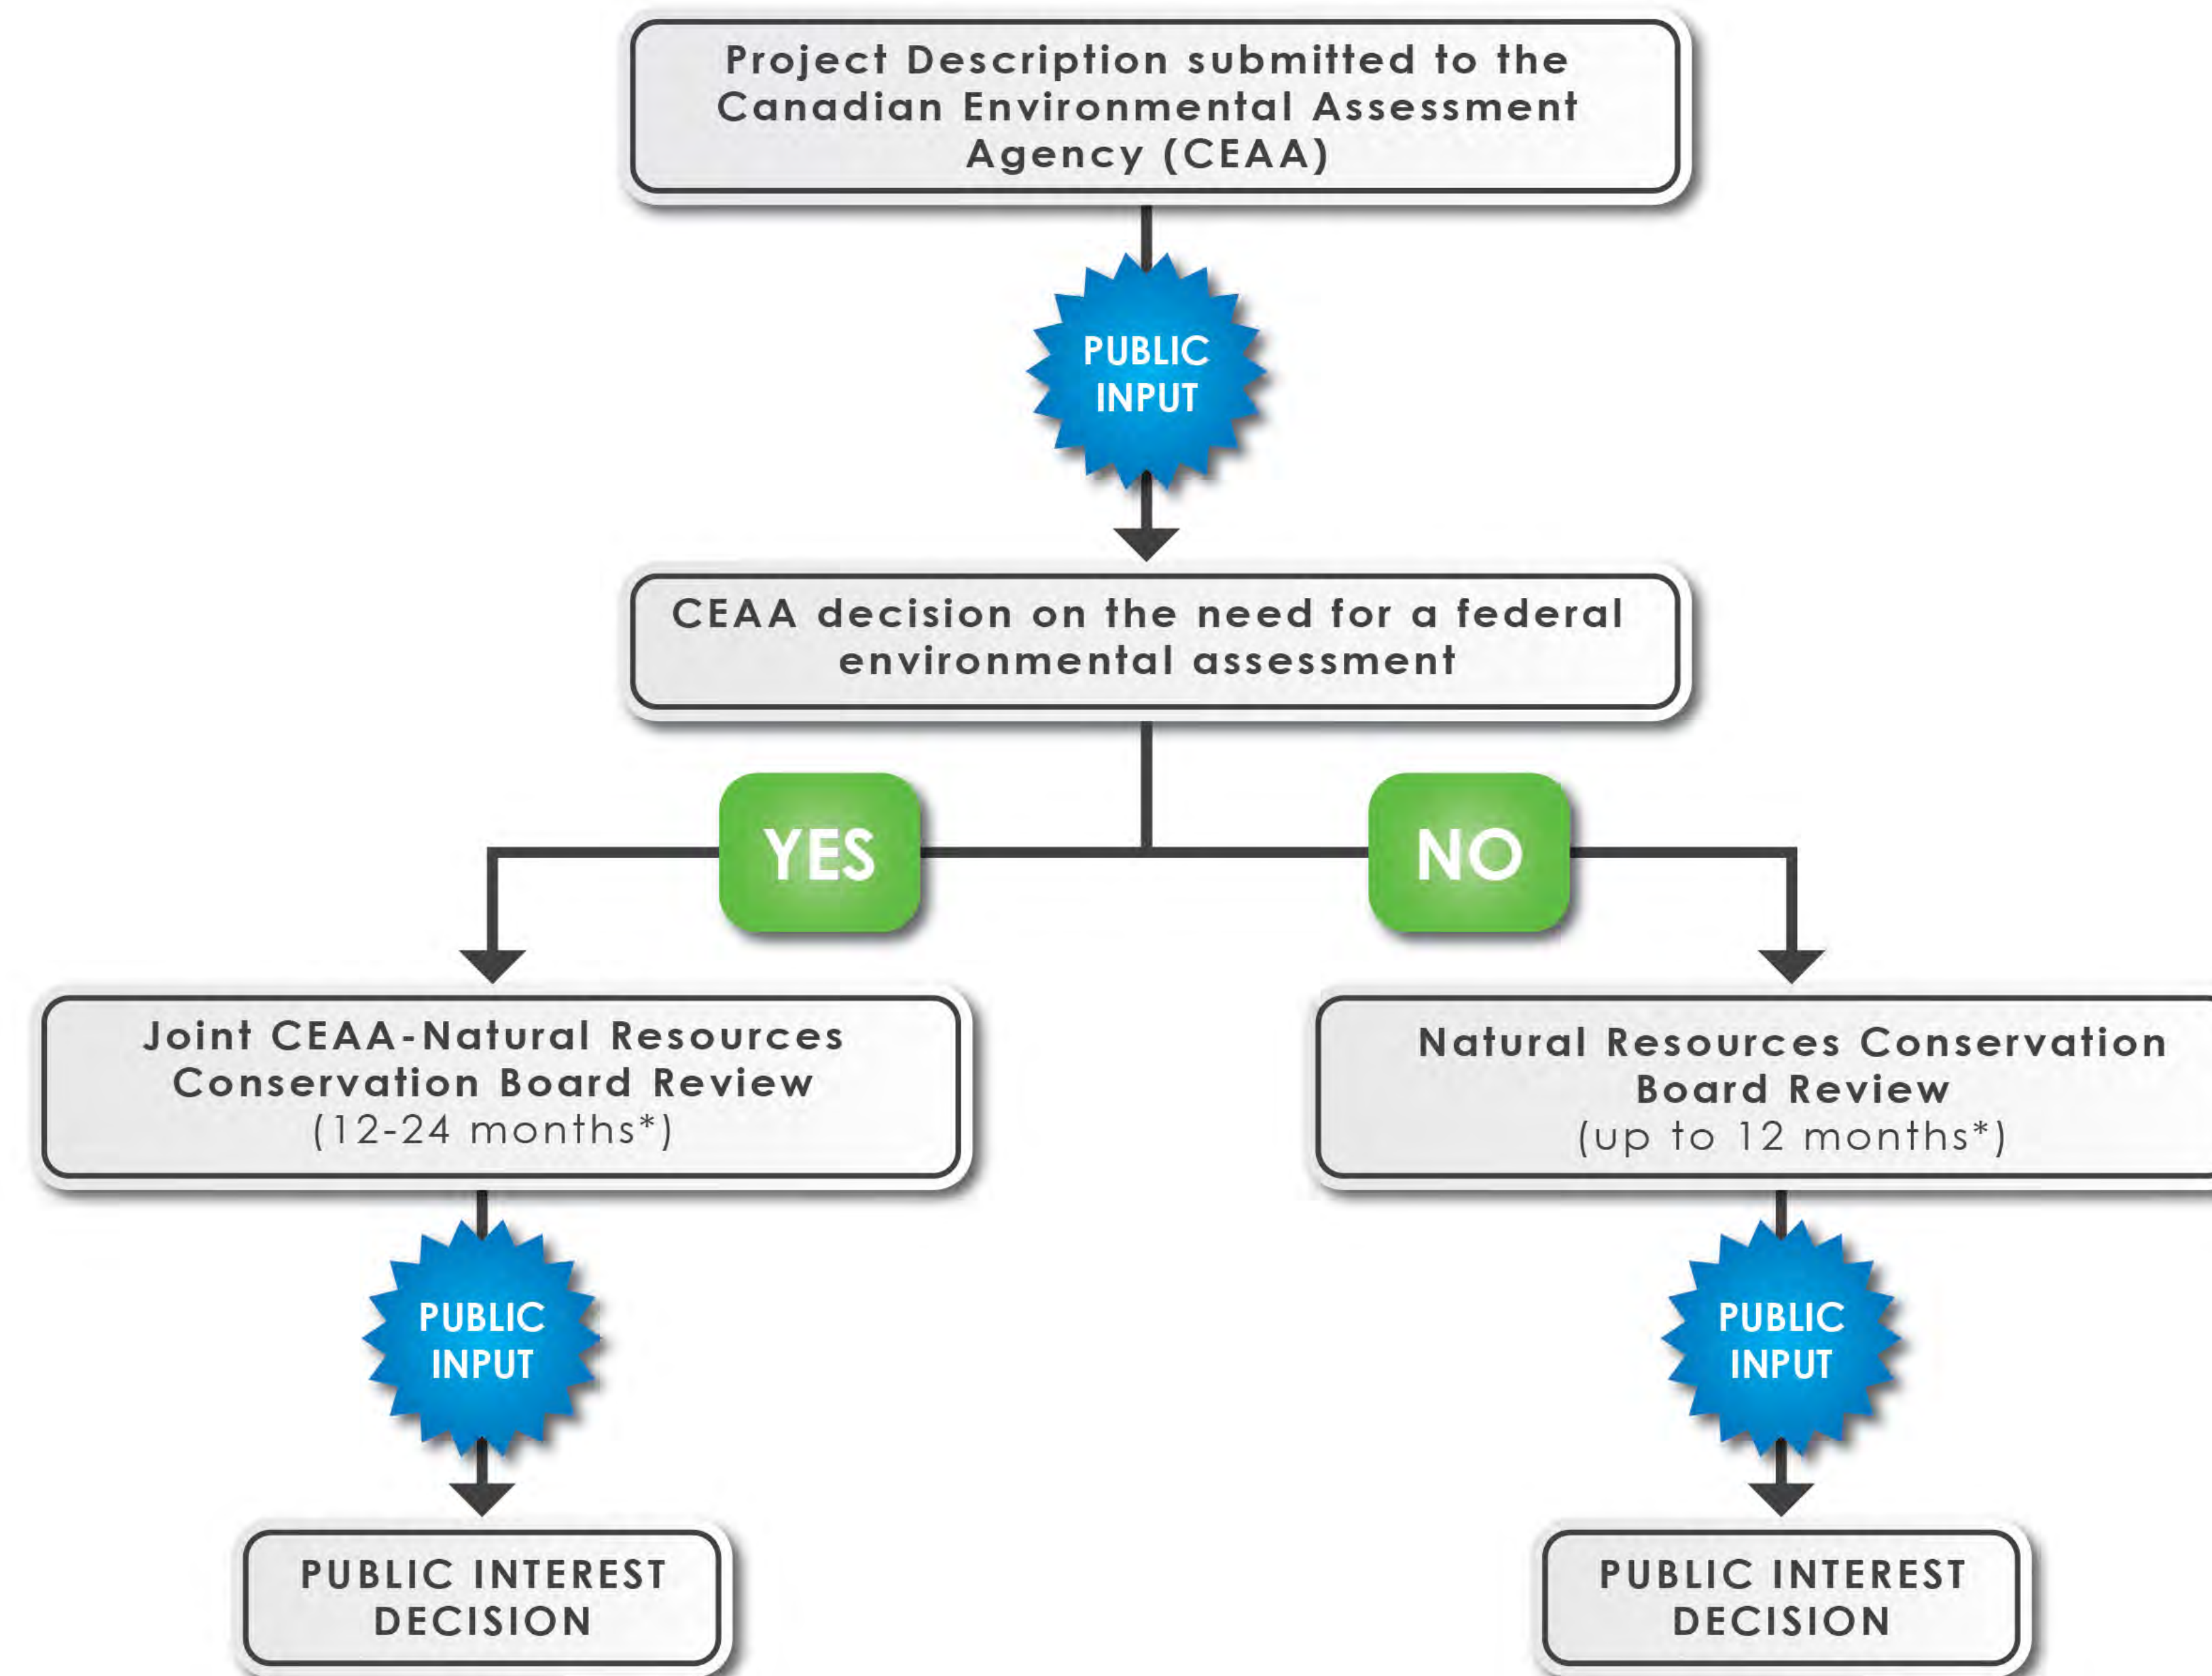 Project Description submitted to the
Canadian Environmental Assessment
Agency (CEAA)
PUBLIC
INPUT
CEAA decision on the need for a federal
environmental assessment
YES
NO
Joint CEAA-Natural Resources
Conservation Board Review
(12-24 months*)
Natural Resources Conservation
Board Review
(up to 12 months*)
PUBLIC
INPUT
PUBLIC
INPUT
PUBLIC INTEREST
DECISION
PUBLIC INTEREST
DECISION